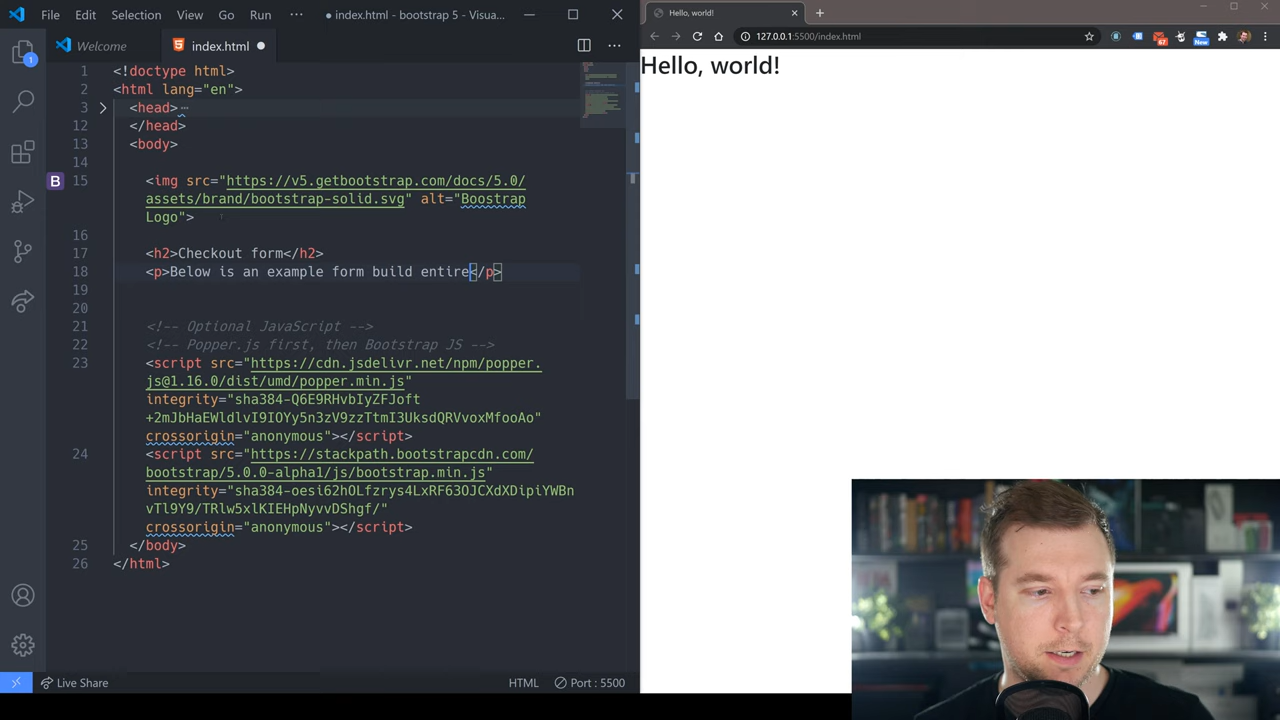 File Edit Selection View Go Run ··· ● index.html - bootstrap 5 - Visua...
Welcome index.html
1 <!doctype html>
2 <html lang="en">
3 <head>
12 </head>
13 <body>
14
15 <img src="https://v5.getbootstrap.com/docs/5.0/
assets/brand/bootstrap-solid.svg" alt="Boostrap
Logo">
16
17 <h2>Checkout form</h2>
18 <p>Below is an example form build entire</p>
19
20
21 <!-- Optional JavaScript -->
22 <!-- Popper.js first, then Bootstrap JS -->
23 <script src="https://cdn.jsdelivr.net/npm/popper.
js@1.16.0/dist/umd/popper.min.js"
integrity="sha384-Q6E9RHvbIyZFJoft
+2mJbHaEWldlvI9IOYy5n3zV9zzTtmI3UksdQRVvoxMfooAo"
crossorigin="anonymous"></script>
24 <script src="https://stackpath.bootstrapcdn.com/
bootstrap/5.0.0-alpha1/js/bootstrap.min.js"
integrity="sha384-oesi62hOLfzrys4LxRF63OJCXdXDipiYWBn
vTl9Y9/TRlw5xlKIEHpNyvvDShgf/"
crossorigin="anonymous"></script>
25 </body>
26 </html>
B
1
Live Share HTML Port : 5500
Hello, world!
127.0.0.1:5500/index.html
67
New
Hello, world!